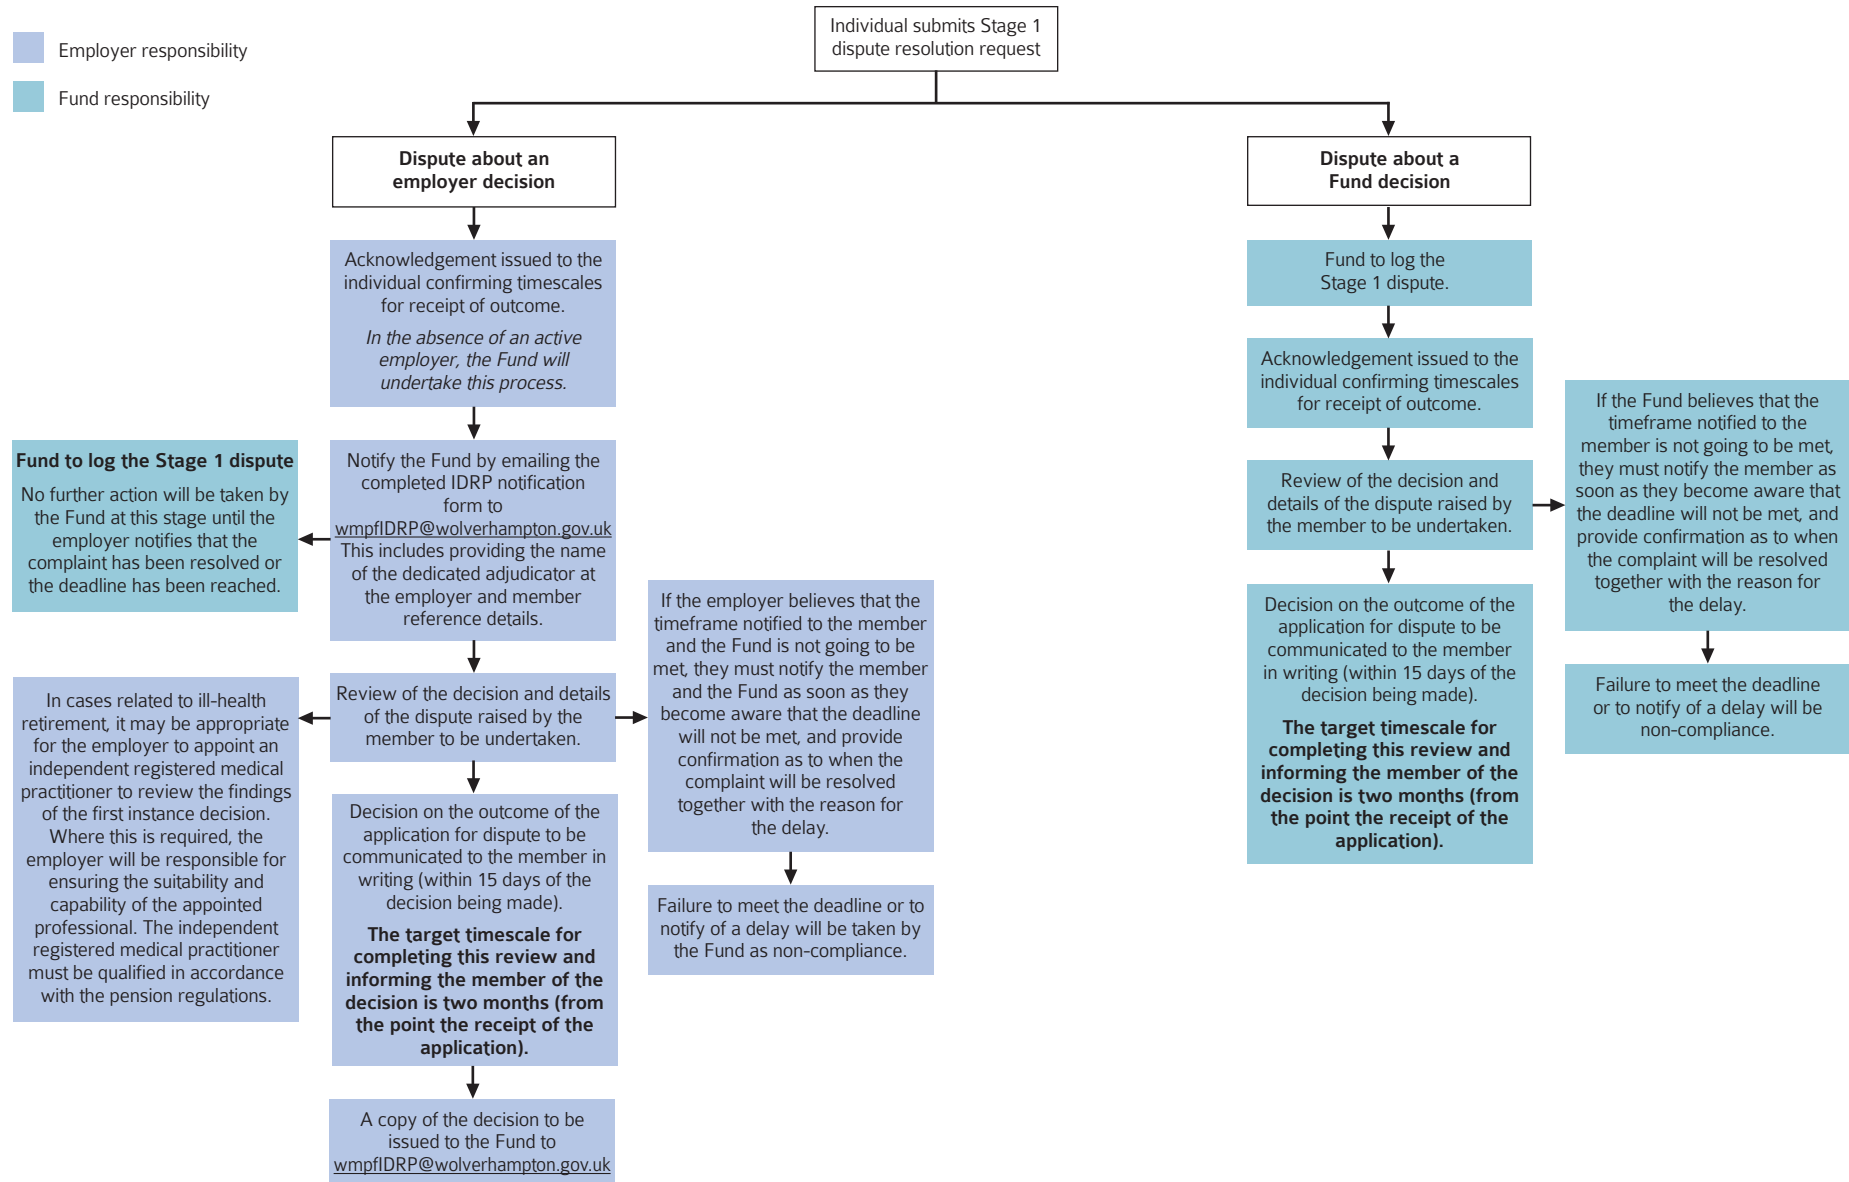 Employer responsibility
Fund responsibility
Individual submits Stage 1
dispute resolution request
Dispute about an
employer decision
Acknowledgement issued to the
individual confirming timescales
for receipt of outcome.
In the absence of an active
employer, the Fund will
undertake this process.
Notify the Fund by emailing the
completed IDRP notification
form to
wmpfIDRP@wolverhampton.gov.uk
This includes providing the name
of the dedicated adjudicator at
the employer and member
reference details.
Fund to log the Stage 1 dispute
No further action will be taken by
the Fund at this stage until the
employer notifies that the
complaint has been resolved or
the deadline has been reached.
Review of the decision and details
of the dispute raised by the
member to be undertaken.
In cases related to ill-health
retirement, it may be appropriate
for the employer to appoint an
independent registered medical
practitioner to review the findings
of the first instance decision.
Where this is required, the
employer will be responsible for
ensuring the suitability and
capability of the appointed
professional. The independent
registered medical practitioner
must be qualified in accordance
with the pension regulations.
If the employer believes that the
timeframe notified to the member
and the Fund is not going to be
met, they must notify the member
and the Fund as soon as they
become aware that the deadline
will not be met, and provide
confirmation as to when the
complaint will be resolved
together with the reason for
the delay.
Failure to meet the deadline or to
notify of a delay will be taken by
the Fund as non-compliance.
Decision on the outcome of the
application for dispute to be
communicated to the member in
writing (within 15 days of the
decision being made).
The target timescale for
completing this review and
informing the member of the
decision is two months (from
the point the receipt of the
application).
A copy of the decision to be
issued to the Fund to
wmpfIDRP@wolverhampton.gov.uk
Dispute about a
Fund decision
Fund to log the
Stage 1 dispute.
Acknowledgement issued to the
individual confirming timescales
for receipt of outcome.
Review of the decision and
details of the dispute raised by
the member to be undertaken.
If the Fund believes that the
timeframe notified to the
member is not going to be met,
they must notify the member as
soon as they become aware that
the deadline will not be met, and
provide confirmation as to when
the complaint will be resolved
together with the reason for
the delay.
Failure to meet the deadline
or to notify of a delay will be
non-compliance.
Decision on the outcome of the
application for dispute to be
communicated to the member
in writing (within 15 days of the
decision being made).
The target timescale for
completing this review and
informing the member of the
decision is two months (from
the point the receipt of the
application).